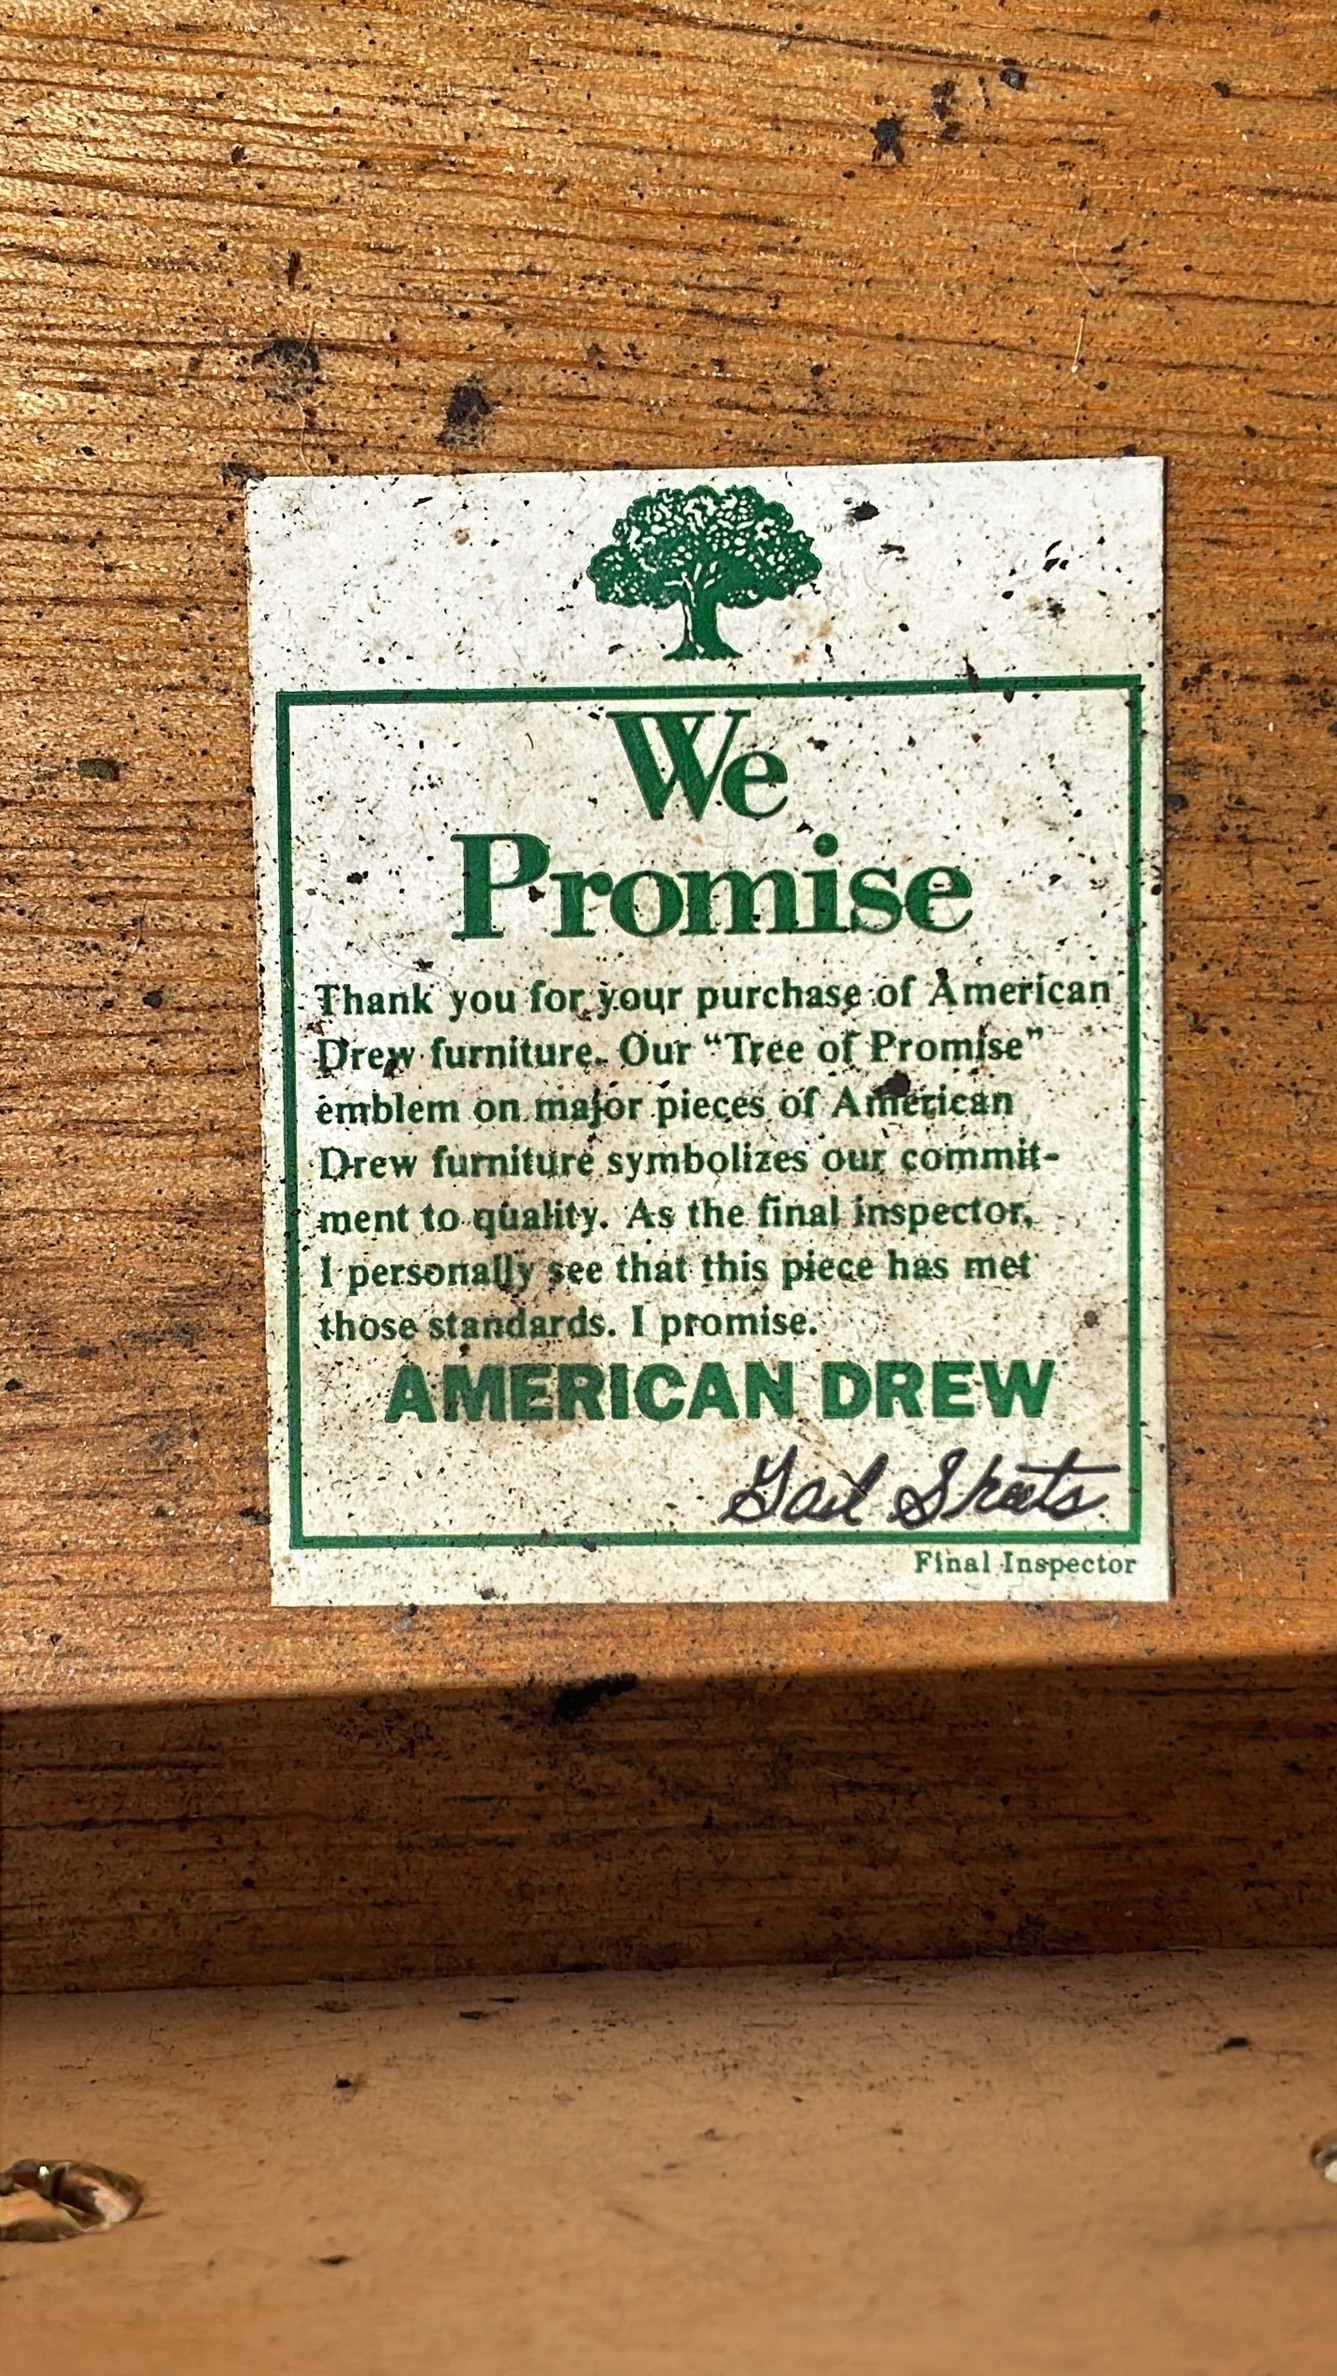 We
Promise
Thank you for your purchase of American
Drew furniture. Our “Tree of Promise”
emblem on major pieces of American
Drew furniture symbolizes our commit-
ment to quality. As the final inspector,
I personally see that this piece has met
those standards. I promise.
AMERICAN DREW
Gail Skeets
Final Inspector